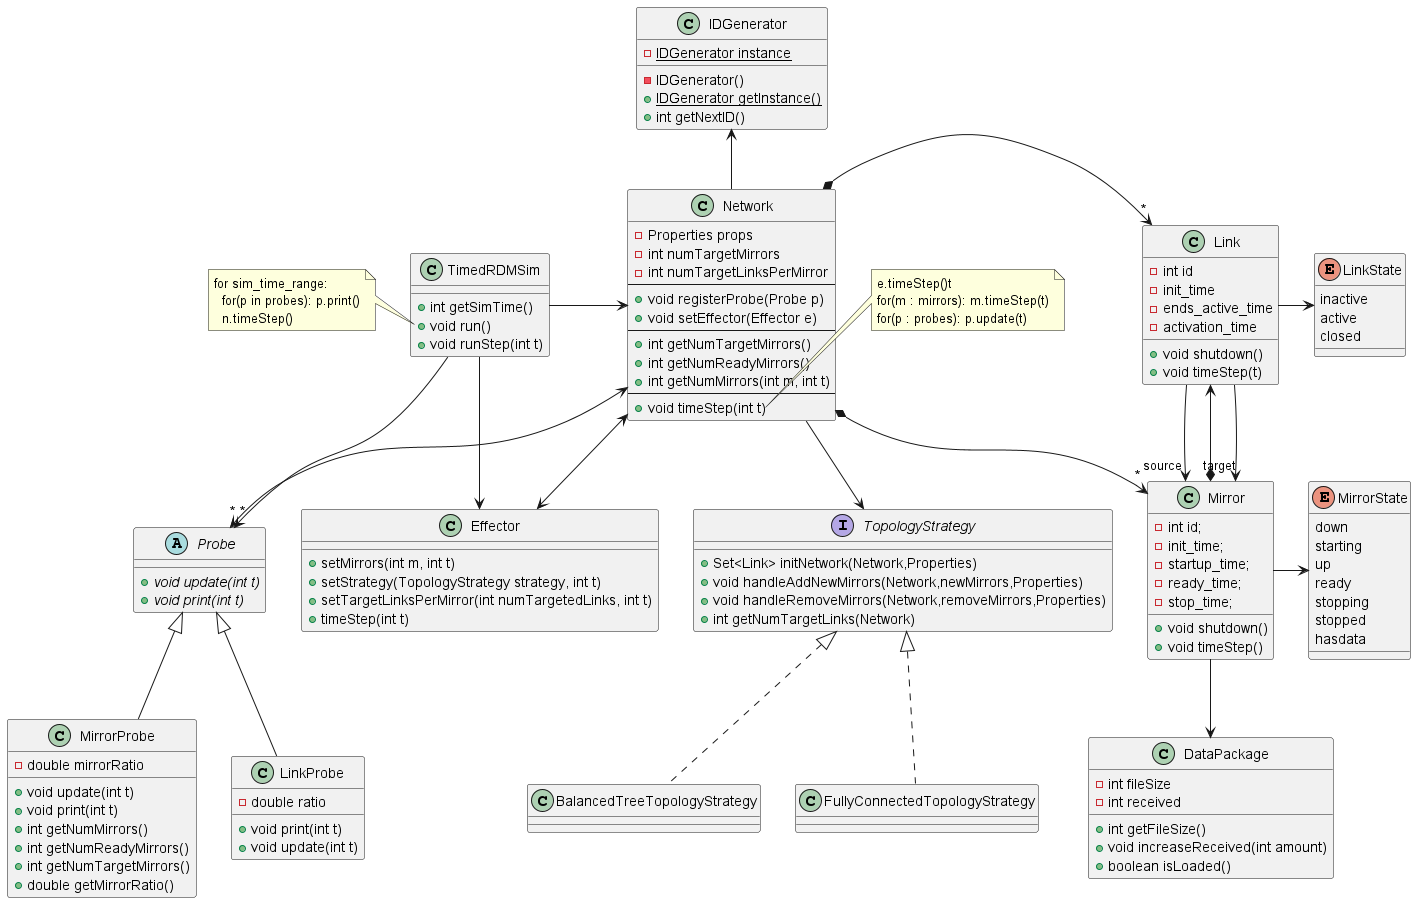 C IDGenerator
IDGenerator instance
IDGenerator()
IDGenerator getInstance()
int getNextID()
C Network
Properties props
int numTargetMirrors
int numTargetLinksPerMirror
void registerProbe(Probe p)
void setEffector(Effector e)
int getNumTargetMirrors()
int getNumReadyMirrors()
int getNumMirrors(int m, int t)
void timeStep(int t)
*
C Link
int id
init_time
ends_active_time
activation_time
void shutdown()
void timeStep(t)
E LinkState
inactive
active
closed
for sim_time_range:
for(p in probes): p.print()
n.timeStep()
C TimedRDMSim
int getSimTime()
void run()
void runStep(int t)
e.timeStep()t
for(m : mirrors): m.timeStep(t)
for(p : probes): p.update(t)
source
target
*
* *
A Probe
void update(int t)
void print(int t)
C Effector
setMirrors(int m, int t)
setStrategy(TopologyStrategy strategy, int t)
setTargetLinksPerMirror(int numTargetedLinks, int t)
timeStep(int t)
I TopologyStrategy
Set<Link> initNetwork(Network,Properties)
void handleAddNewMirrors(Network,newMirrors,Properties)
void handleRemoveMirrors(Network,removeMirrors,Properties)
int getNumTargetLinks(Network)
C Mirror
int id;
init_time;
startup_time;
ready_time;
stop_time;
void shutdown()
void timeStep()
E MirrorState
down
starting
up
ready
stopping
stopped
hasdata
C MirrorProbe
double mirrorRatio
void update(int t)
void print(int t)
int getNumMirrors()
int getNumReadyMirrors()
int getNumTargetMirrors()
double getMirrorRatio()
C LinkProbe
double ratio
void print(int t)
void update(int t)
C BalancedTreeTopologyStrategy
C FullyConnectedTopologyStrategy
C DataPackage
int fileSize
int received
int getFileSize()
void increaseReceived(int amount)
boolean isLoaded()